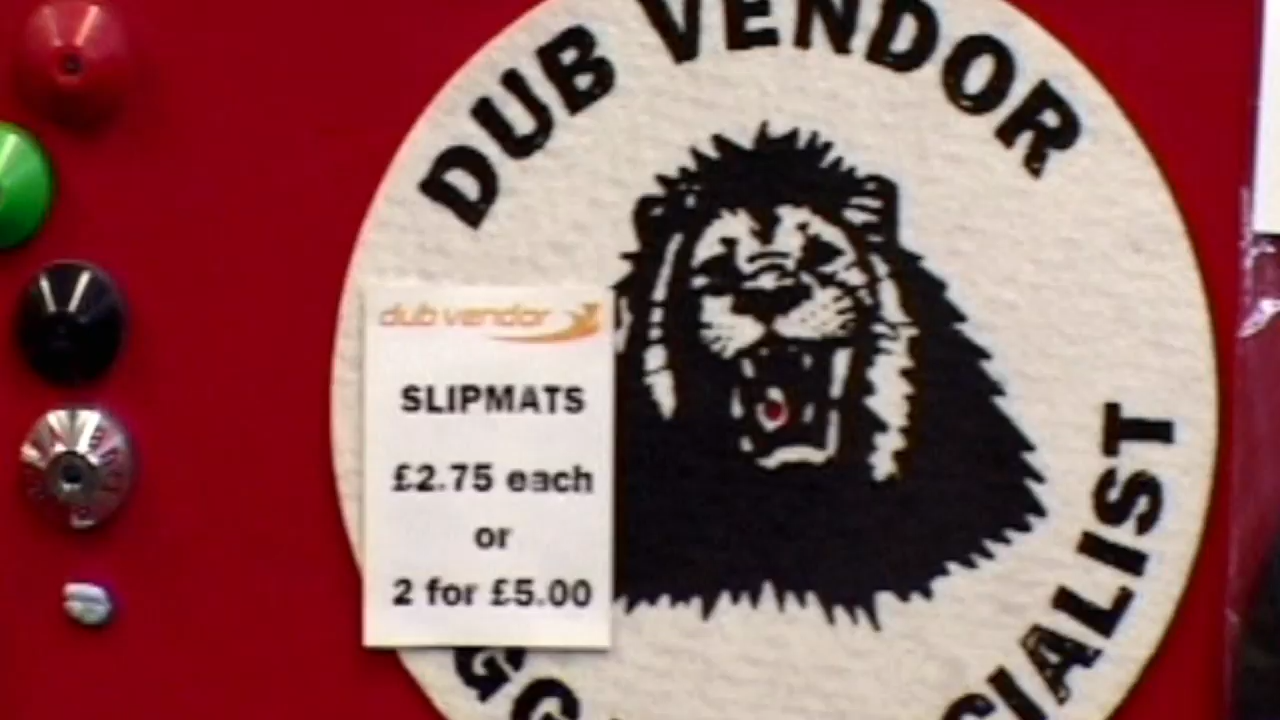 DUB VENDOR
dub vendor
SLIPMATS
£2.75 each
or
2 for £5.00